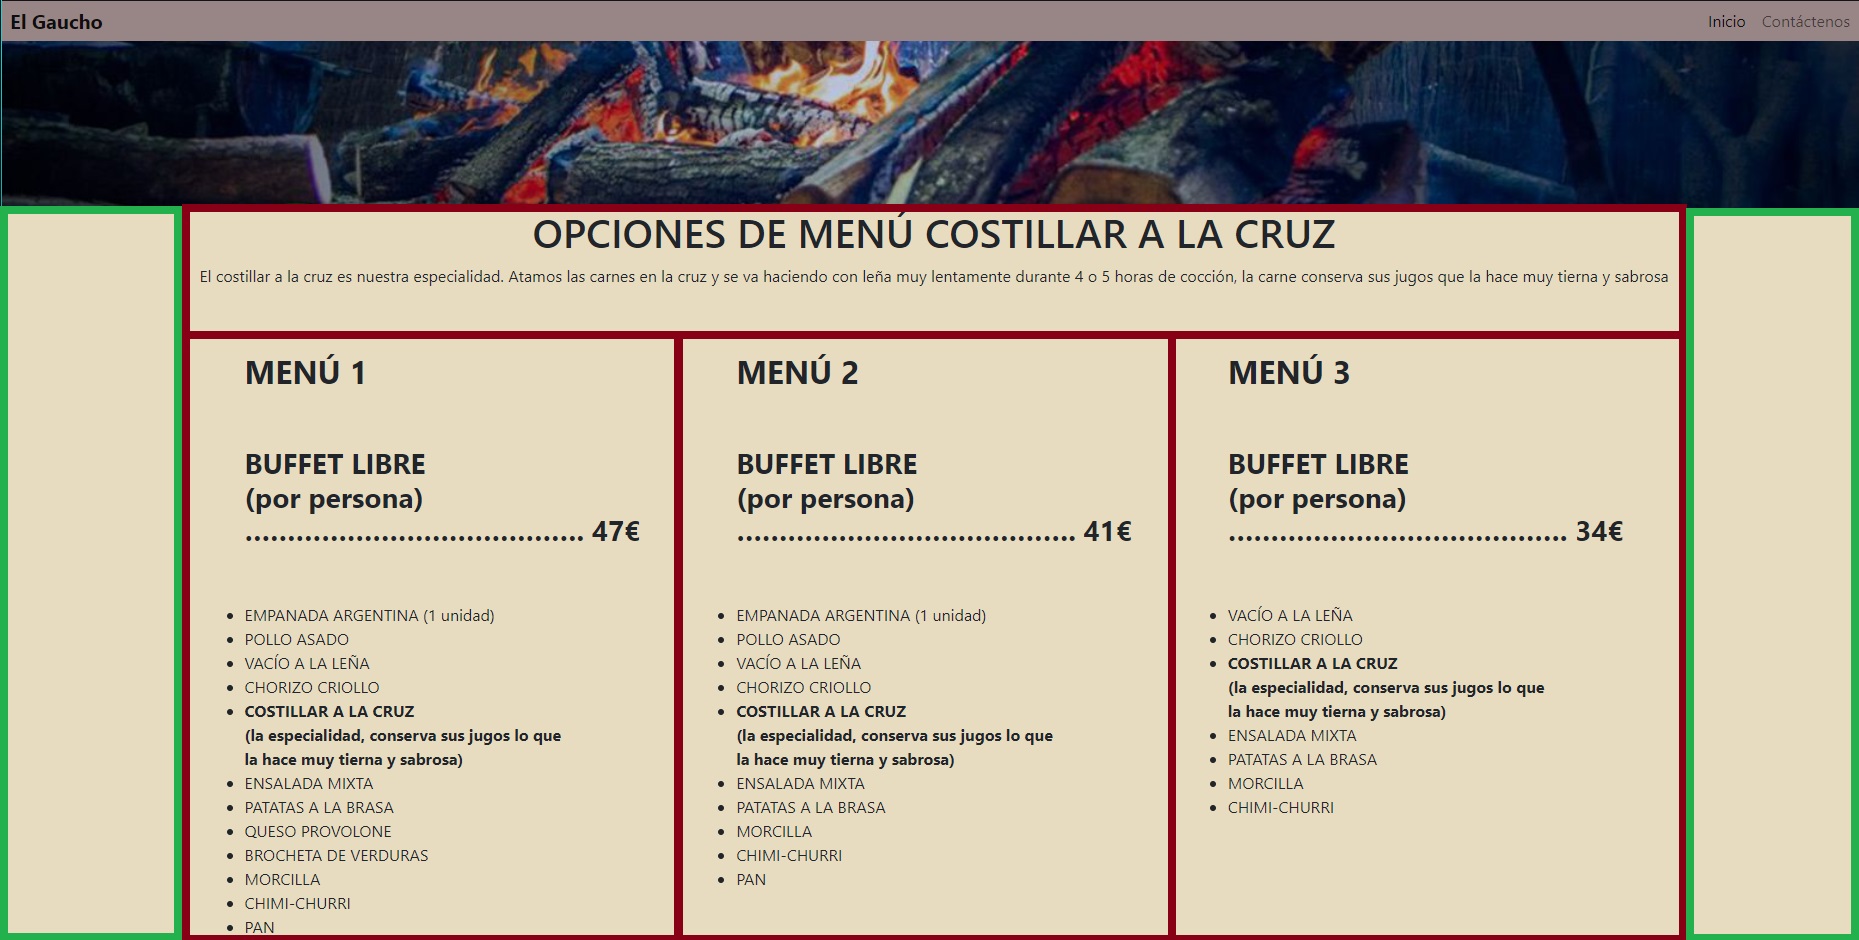 El Gaucho
Inicio Contáctenos
OPCIONES DE MENÚ COSTILLAR A LA CRUZ
El costillar a la cruz es nuestra especialidad. Atamos las carnes en la cruz y se va haciendo con leña muy lentamente durante 4 o 5 horas de cocción, la carne conserva sus jugos que la hace muy tierna y sabrosa
MENÚ 1
BUFFET LIBRE
(por persona)
........................................ 47€
EMPANADA ARGENTINA (1 unidad)
POLLO ASADO
VACÍO A LA LEÑA
CHORIZO CRIOLLO
COSTILLAR A LA CRUZ
(la especialidad, conserva sus jugos lo que
la hace muy tierna y sabrosa)
ENSALADA MIXTA
PATATAS A LA BRASA
QUESO PROVOLONE
BROCHETA DE VERDURAS
MORCILLA
CHIMI-CHURRI
PAN
MENÚ 2
BUFFET LIBRE
(por persona)
........................................ 41€
EMPANADA ARGENTINA (1 unidad)
POLLO ASADO
VACÍO A LA LEÑA
CHORIZO CRIOLLO
COSTILLAR A LA CRUZ
(la especialidad, conserva sus jugos lo que
la hace muy tierna y sabrosa)
ENSALADA MIXTA
PATATAS A LA BRASA
MORCILLA
CHIMI-CHURRI
PAN
MENÚ 3
BUFFET LIBRE
(por persona)
........................................ 34€
VACÍO A LA LEÑA
CHORIZO CRIOLLO
COSTILLAR A LA CRUZ
(la especialidad, conserva sus jugos lo que
la hace muy tierna y sabrosa)
ENSALADA MIXTA
PATATAS A LA BRASA
MORCILLA
CHIMI-CHURRI